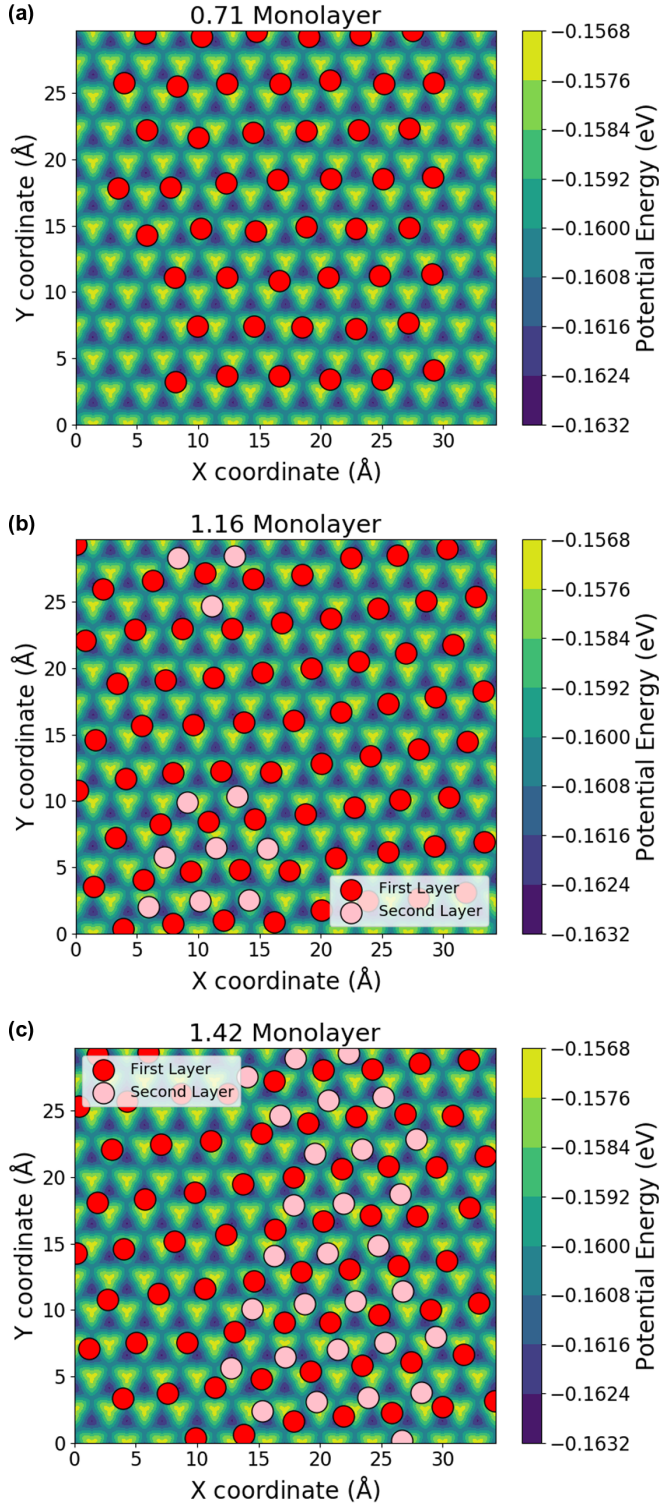 (a)
0.71 Monolayer
Y coordinate (Å)
25
20
15
10
5
0
0 5 10 15 20 25 30
X coordinate (Å)
−0.1568
−0.1576
−0.1584
−0.1592
−0.1600
−0.1608
−0.1616
−0.1624
−0.1632
Potential Energy (eV)
(b)
1.16 Monolayer
Y coordinate (Å)
25
20
15
10
5
0
First Layer
Second Layer
0 5 10 15 20 25 30
X coordinate (Å)
−0.1568
−0.1576
−0.1584
−0.1592
−0.1600
−0.1608
−0.1616
−0.1624
−0.1632
Potential Energy (eV)
(c)
1.42 Monolayer
First Layer
Second Layer
Y coordinate (Å)
25
20
15
10
5
0
0 5 10 15 20 25 30
X coordinate (Å)
−0.1568
−0.1576
−0.1584
−0.1592
−0.1600
−0.1608
−0.1616
−0.1624
−0.1632
Potential Energy (eV)